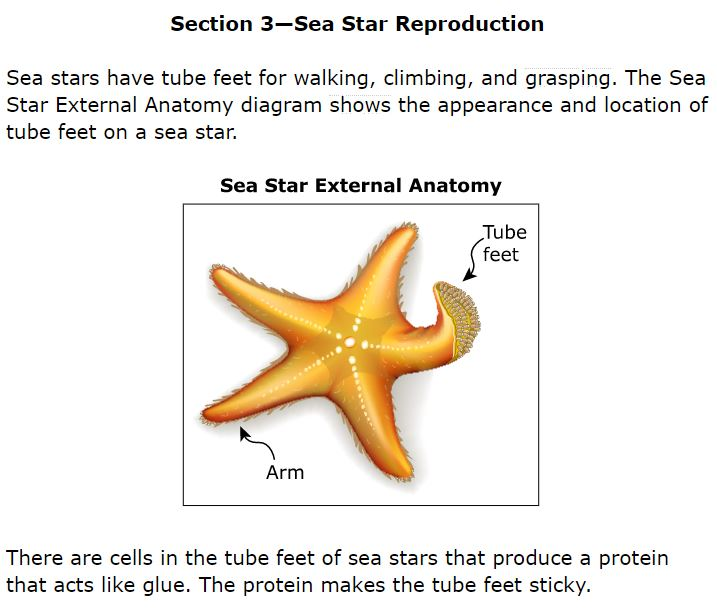 Section 3—Sea Star Reproduction
Sea stars have tube feet for walking, climbing, and grasping. The Sea
Star External Anatomy diagram shows the appearance and location of
tube feet on a sea star.
Sea Star External Anatomy
Tube
feet
Arm
There are cells in the tube feet of sea stars that produce a protein
that acts like glue. The protein makes the tube feet sticky.